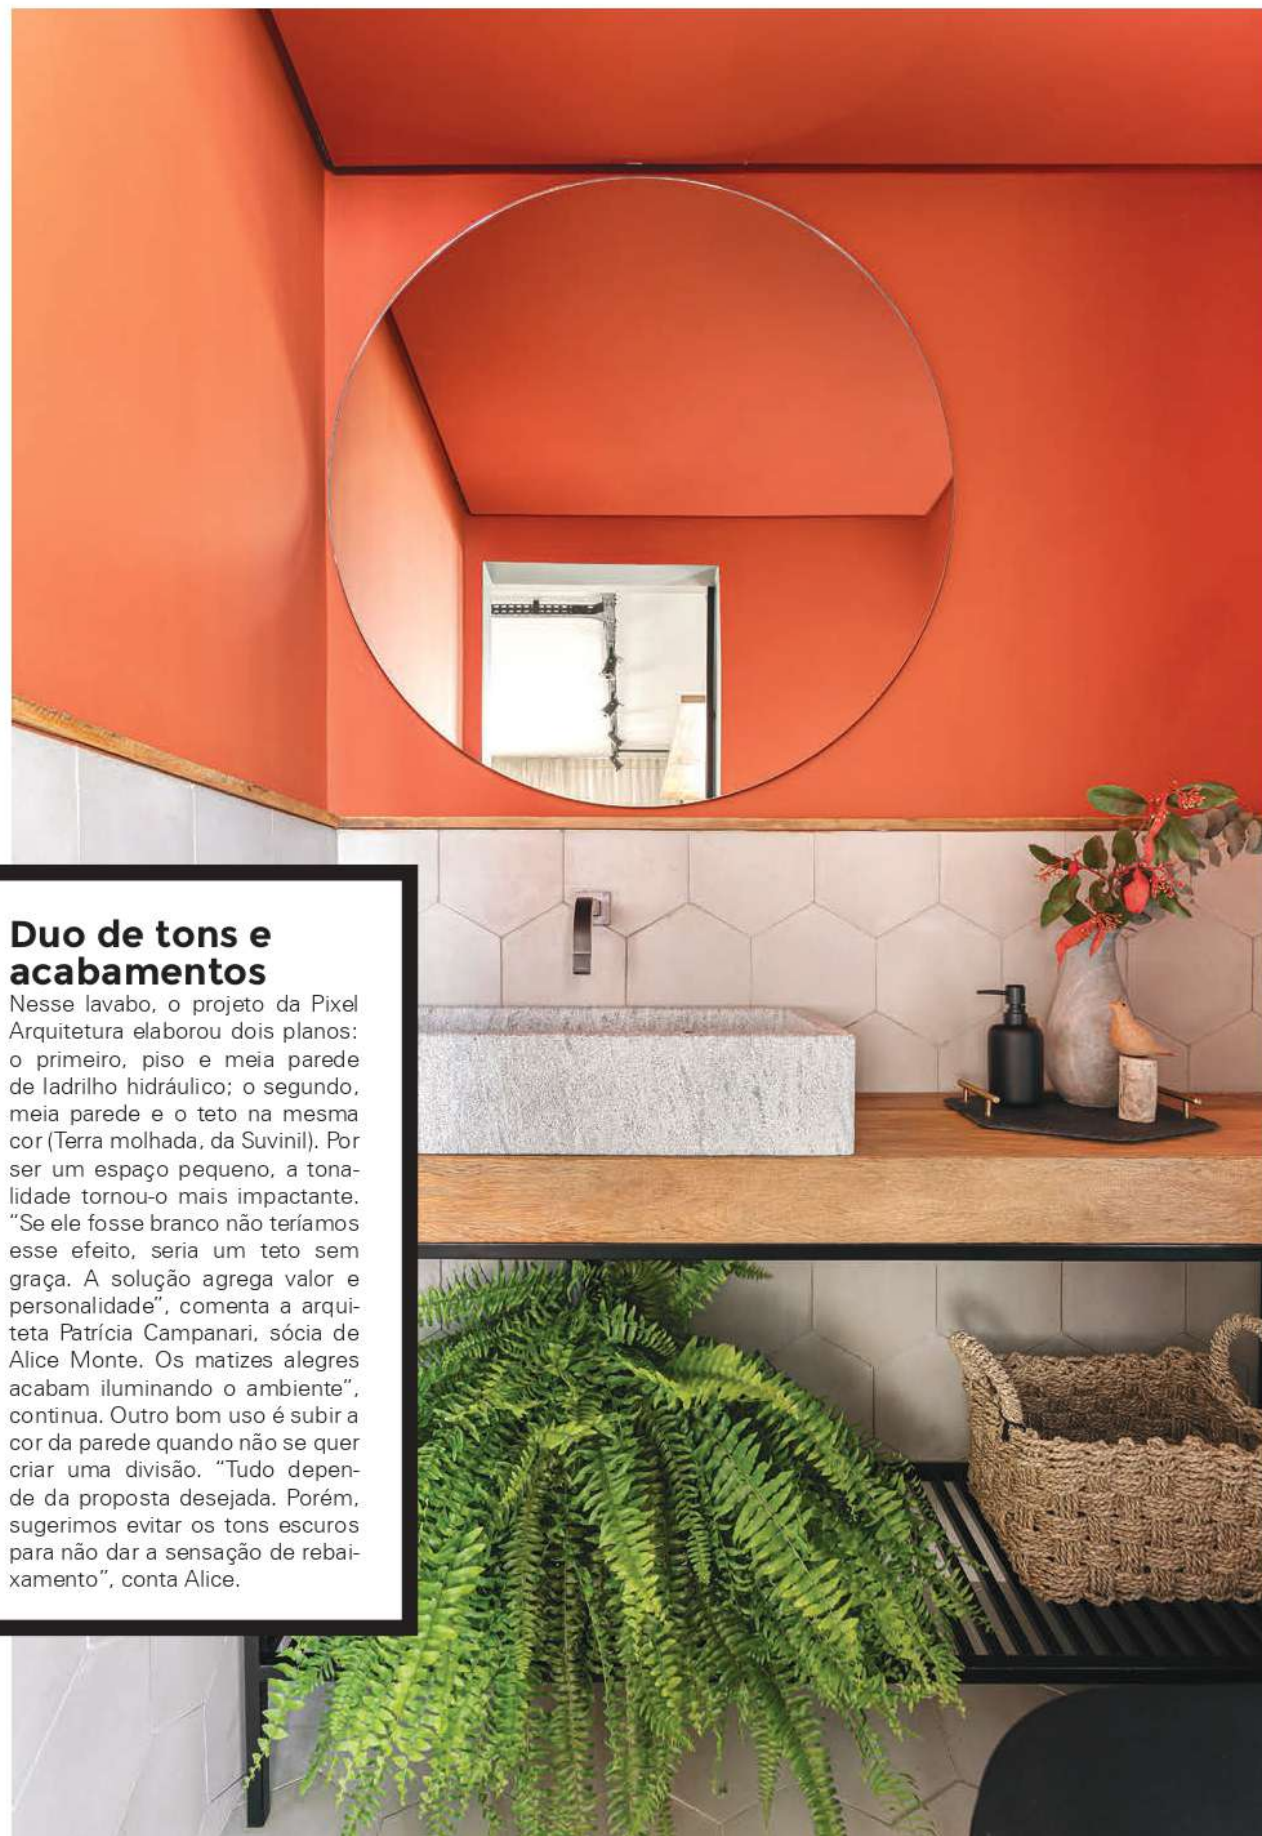 Duo de tons e
acabamentos
Nesse lavabo, o projeto da Pixel
Arquitetura elaborou dois planos:
o primeiro, piso e meia parede
de ladrilho hidráulico; o segundo,
meia parede e o teto na mesma
cor (Terra molhada, da Suvinil). Por
ser um espaço pequeno, a tona-
lidade tornou-o mais impactante.
“Se ele fosse branco não teríamos
esse efeito, seria um teto sem
graça. A solução agrega valor e
personalidade”, comenta a arqui-
teta Patrícia Campanari, sócia de
Alice Monte. Os matizes alegres
acabam iluminando o ambiente”,
continua. Outro bom uso é subir a
cor da parede quando não se quer
criar uma divisão. “Tudo depen-
de da proposta desejada. Porém,
sugerimos evitar os tons escuros
para não dar a sensação de rebai-
xamento”, conta Alice.